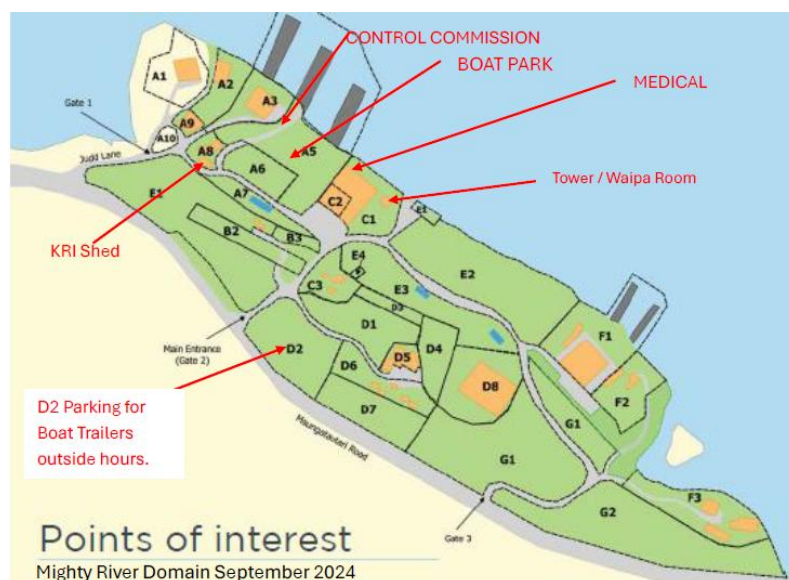 CONTROL COMMISSION
BOAT PARK
MEDICAL
A1
A2
A3
Gate 1
A9
A10
A8
Judd Lane
A5
A6
Tower / Waipa Room
A7
C2
C1
E1
E1
B2
B3
KRI Shed
E4
E2
E3
C3
D3
F1
D1
Main Entrance
(Gate 2)
D2
D6
D5
D4
D8
F2
D2 Parking for
Boat Trailers
outside hours.
D7
G1
Maungatautari Road
G1
F3
G2
Gate 3
Points of interest
Mighty River Domain September 2024